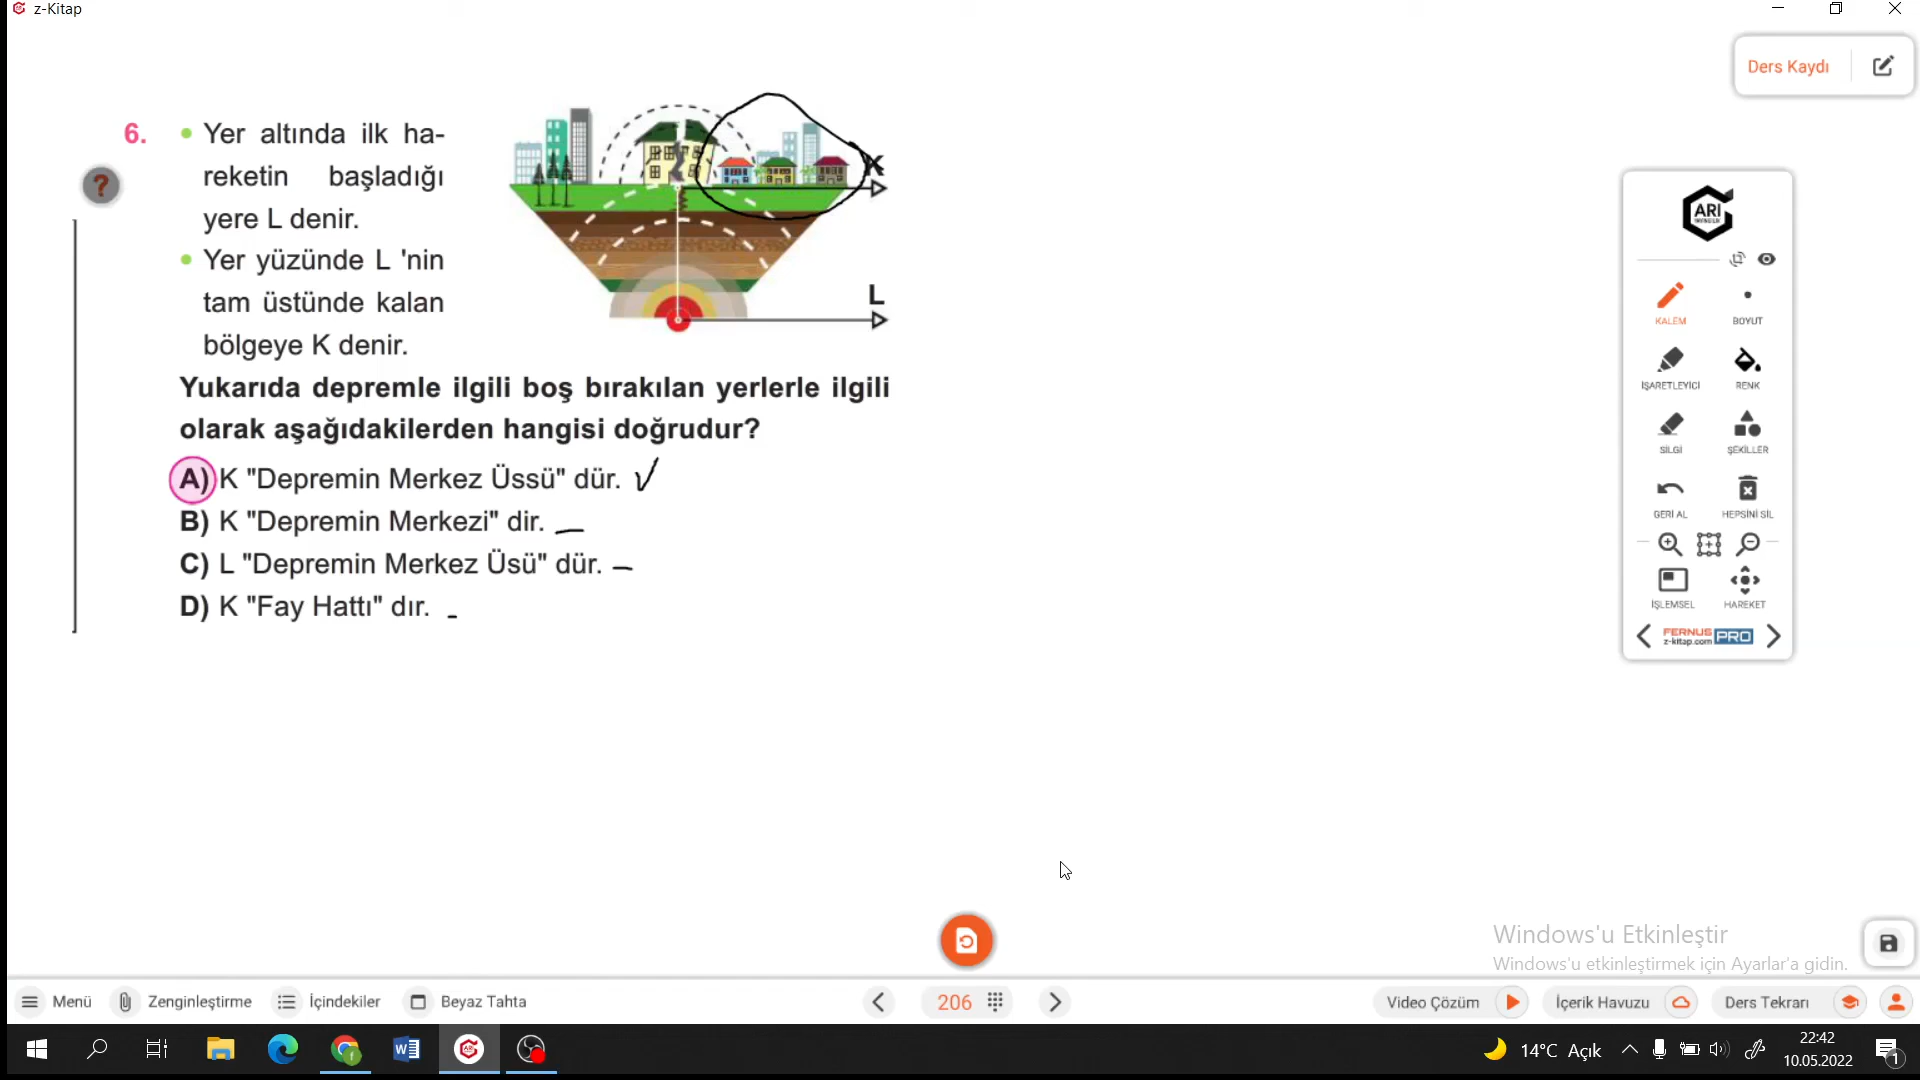 z-Kitap
Ders Kaydı
6.
• Yer altında ilk ha-
reketin başladığı
yere L denir.
• Yer yüzünde L 'nin
tam üstünde kalan
bölgeye K denir.
K
L
Yukarıda depremle ilgili boş bırakılan yerlerle ilgili
olarak aşağıdakilerden hangisi doğrudur?
A) K "Depremin Merkez Üssü" dür.
B) K "Depremin Merkezi" dir.
C) L "Depremin Merkez Üsü" dür.
D) K "Fay Hattı" dır.
?
ARI
KALEM
BOYUT
İŞARETLEYİCİ
RENK
SİLGİ
ŞEKİLLER
GERİ AL
HEPSİNİ SİL
İŞLEMSEL
HAREKET
FERNUS
z-kitap.com
PRO
Windows'u Etkinleştir
Windows'u etkinleştirmek için Ayarlar'a gidin.
Menü
Zenginleştirme
İçindekiler
Beyaz Tahta
206
Video Çözüm
İçerik Havuzu
Ders Tekrarı
14°C Açık
22:42
10.05.2022
1